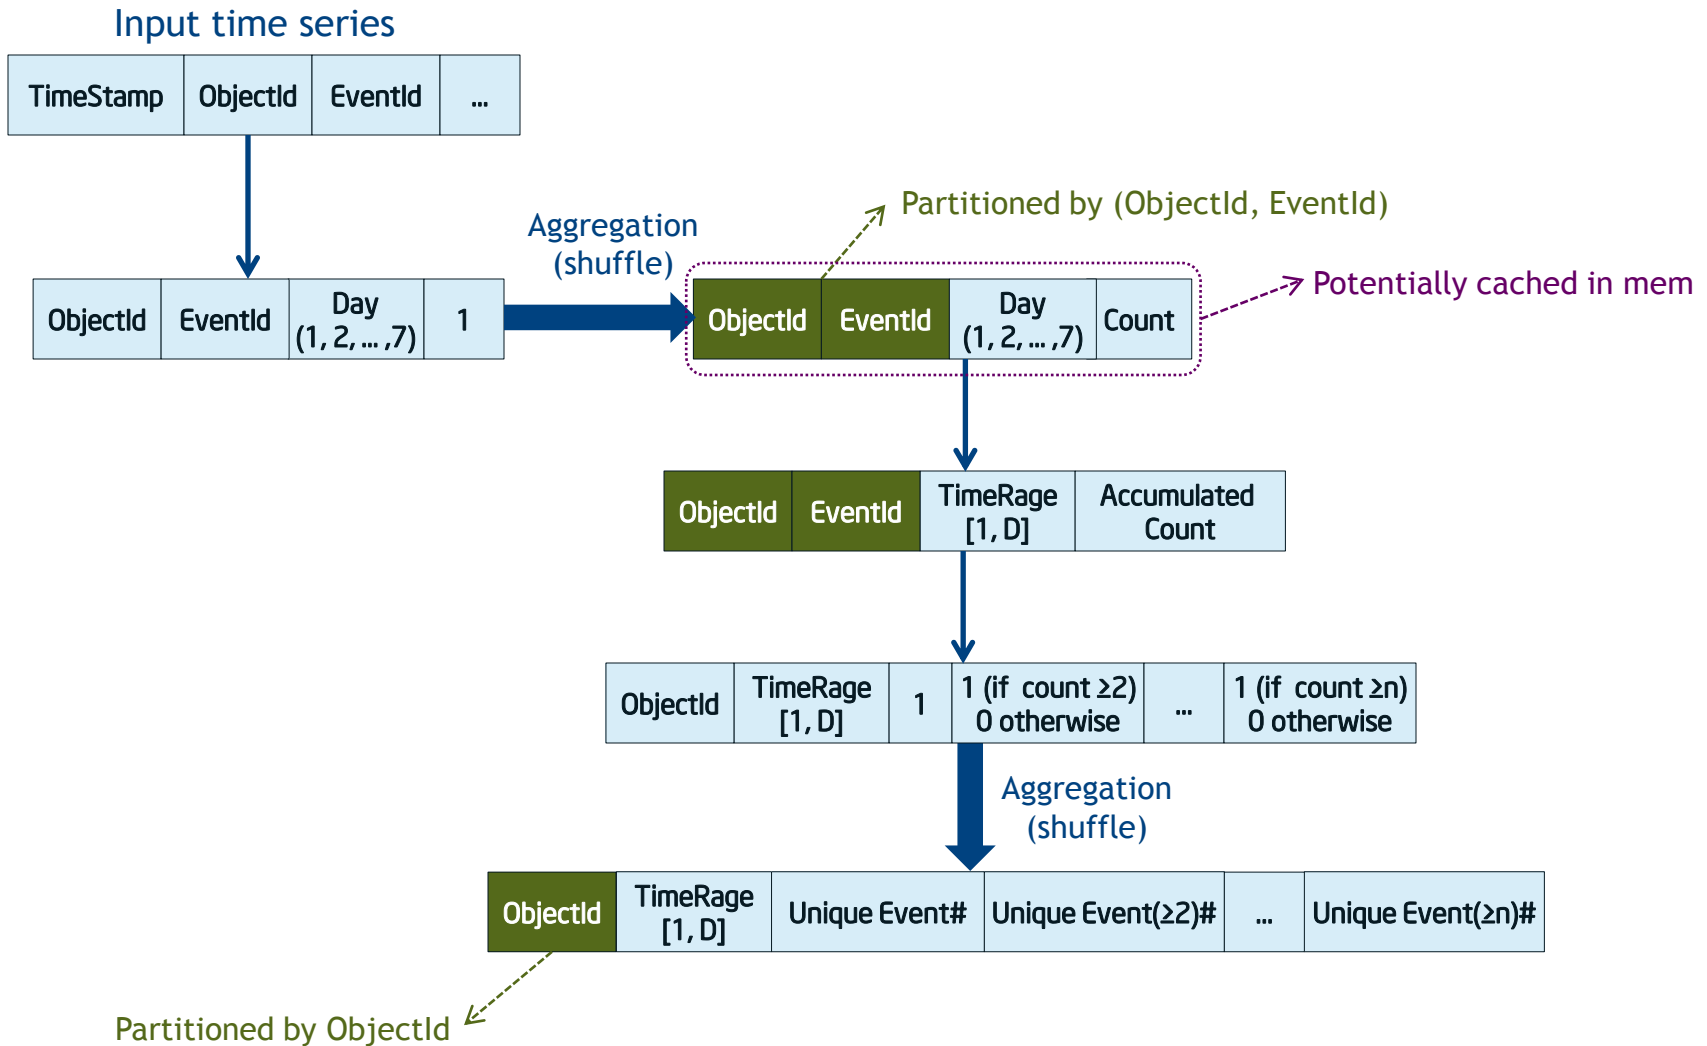 Input time series
TimeStamp ObjectId EventId ...
Partitioned by (ObjectId, EventId)
Aggregation
(shuffle)
Potentially cached in mem
ObjectId EventId Day
(1, 2, ... ,7) 1
ObjectId EventId Day
(1, 2, ... ,7) Count
ObjectId EventId TimeRage
[1, D] Accumulated
Count
ObjectId TimeRage
[1, D] 1 1 (if count ≥2)
0 otherwise ... 1 (if count ≥n)
0 otherwise
Aggregation
(shuffle)
ObjectId TimeRage
[1, D] Unique Event# Unique Event(≥2)# ... Unique Event(≥n)#
Partitioned by ObjectId